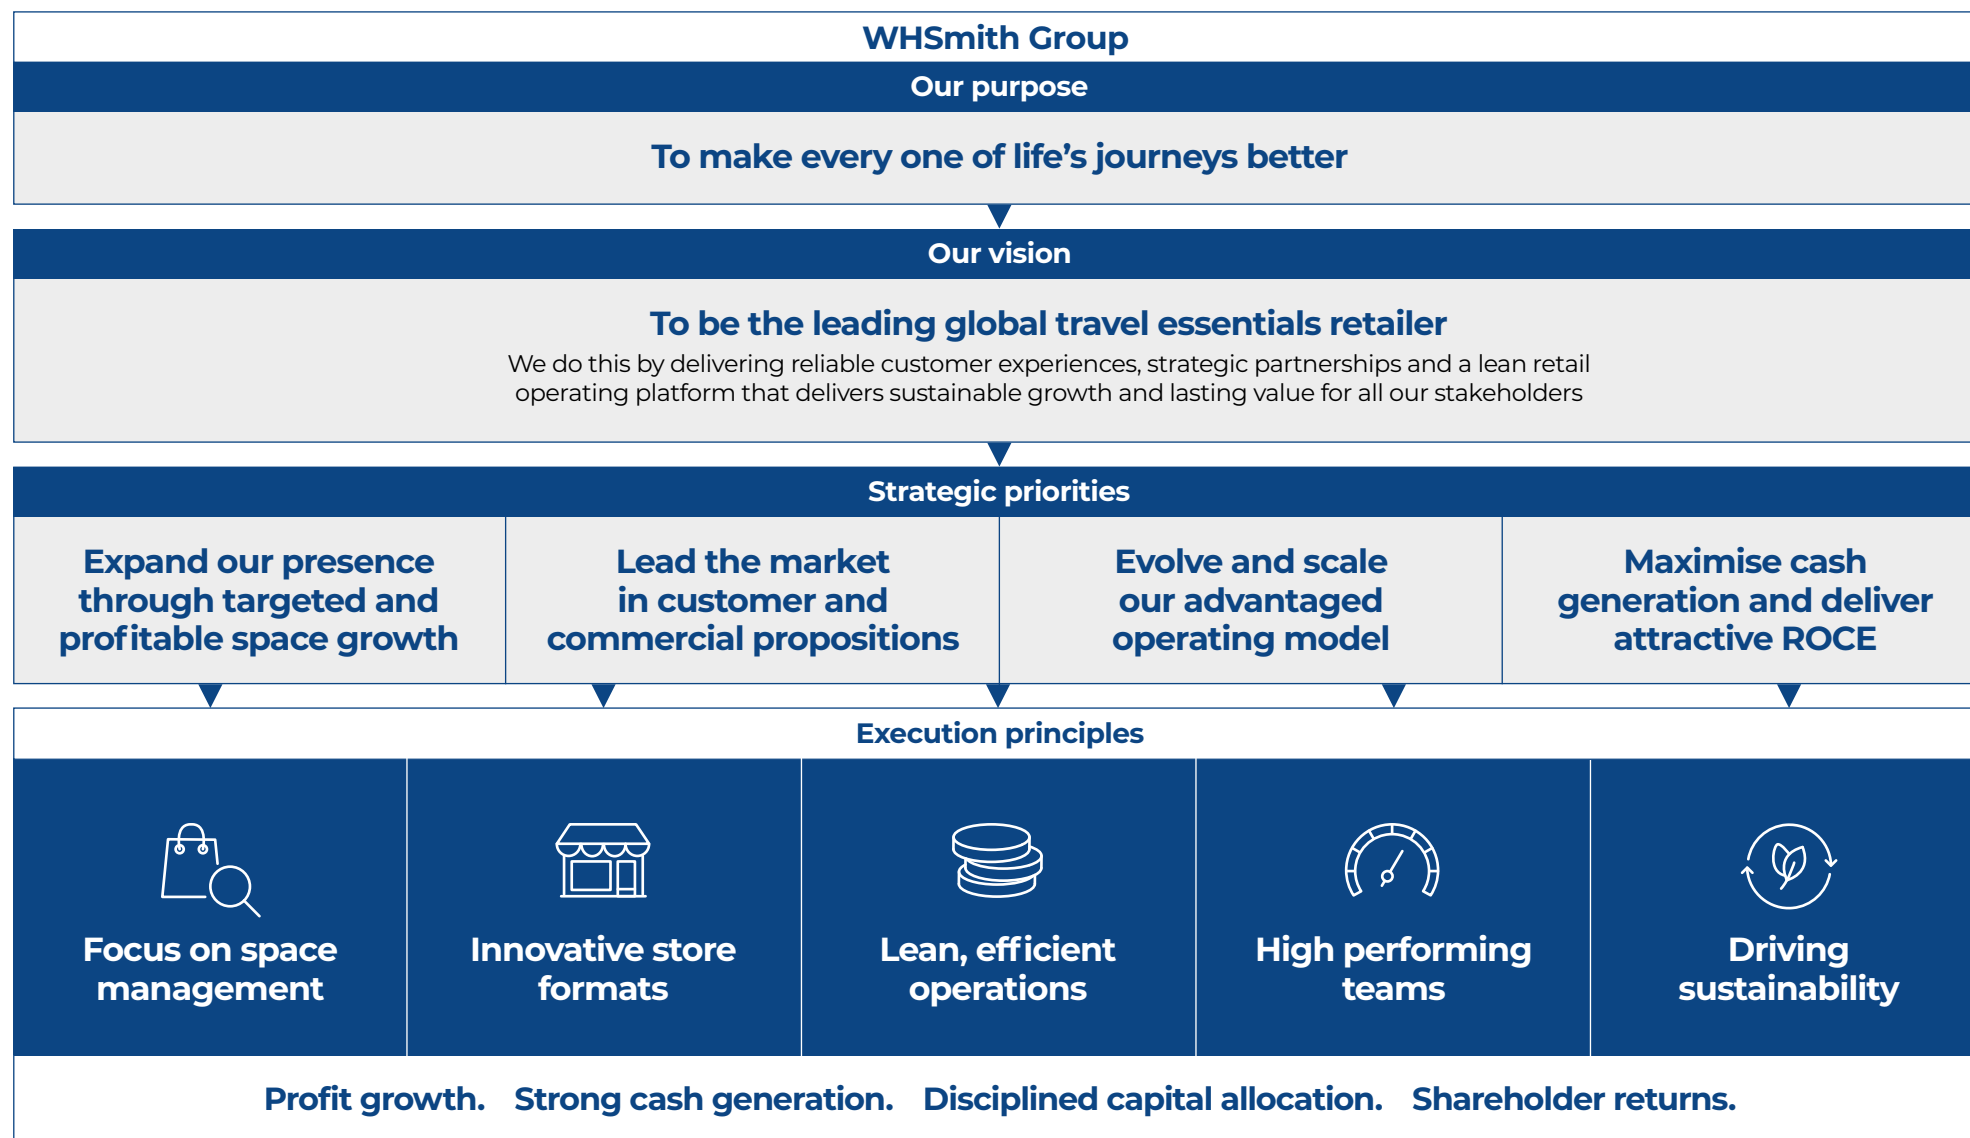 WHSmith Group
Our purpose
To make every one of life’s journeys better
Our vision
To be the leading global travel essentials retailer
We do this by delivering reliable customer experiences, strategic partnerships and a lean retail
operating platform that delivers sustainable growth and lasting value for all our stakeholders
Strategic priorities
Expand our presence
through targeted and
profitable space growth
Lead the market
in customer and
commercial propositions
Evolve and scale
our advantaged
operating model
Maximise cash
generation and deliver
attractive ROCE
Execution principles
Focus on space
management
Innovative store
formats
Lean, efficient
operations
High performing
teams
Driving
sustainability
Profit growth. Strong cash generation. Disciplined capital allocation. Shareholder returns.